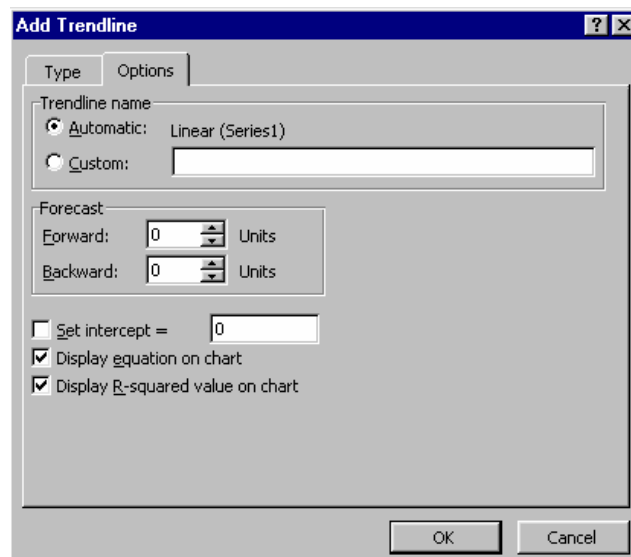 Add Trendline
Type Options
Trendline name
Automatic: Linear (Series1)
Custom:
Forecast
Forward: 0 Units
Backward: 0 Units
Set intercept = 0
Display equation on chart
Display R-squared value on chart
OK Cancel